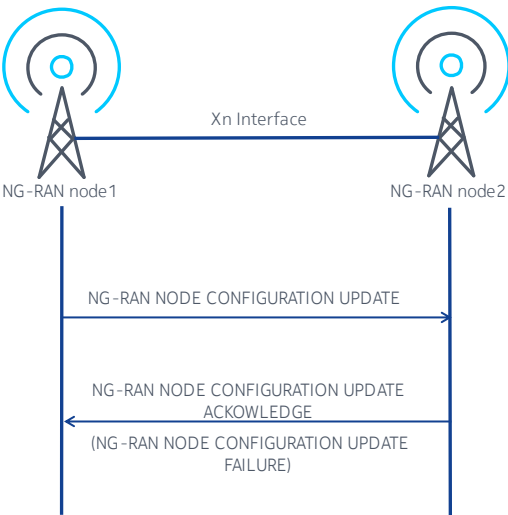 Xn Interface
NG-RAN node1
NG-RAN node2
NG-RAN NODE CONFIGURATION UPDATE
NG-RAN NODE CONFIGURATION UPDATE
ACKOWLEDGE
(NG-RAN NODE CONFIGURATION UPDATE
FAILURE)